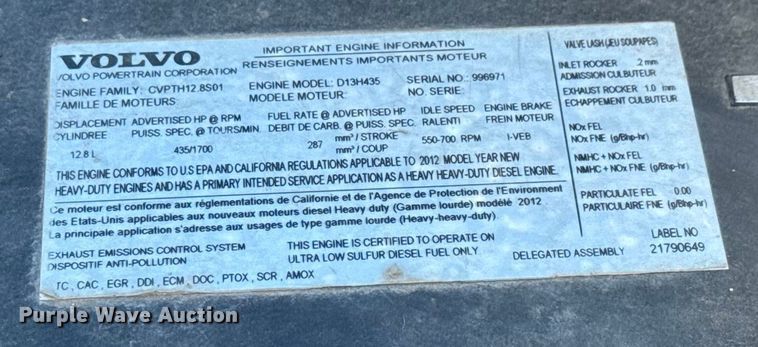 VOLVO
VOLVO POWERTRAIN CORPORATION
IMPORTANT ENGINE INFORMATION
RENSEIGNEMENTS IMPORTANTS MOTEUR
ENGINE FAMILY: CVPTH12.8S01
FAMILLE DE MOTEURS:
ENGINE MODEL: D13H435
MODELE MOTEUR:
SERIAL NO.: 996971
NO. SERIE:
DISPLACEMENT
CYLINDREE
12.8 L
ADVERTISED HP @ RPM
PUISS. SPEC. @ TOURS/MIN.
435/1700
FUEL RATE @ ADVERTISED HP
DEBIT DE CARB. @ PUISS. SPEC.
287 mm³ / STROKE
mm³ / COUP
IDLE SPEED
RALENTI
550-700 RPM
ENGINE BRAKE
FREIN MOTEUR
I-VEB
THIS ENGINE CONFORMS TO U S EPA AND CALIFORNIA REGULATIONS APPLICABLE TO 2012 MODEL YEAR NEW
HEAVY-DUTY ENGINES AND HAS A PRIMARY INTENDED SERVICE APPLICATION AS A HEAVY HEAVY-DUTY DIESEL ENGINE.
Ce moteur est conforme aux réglementations de Californie et de l'Agence de Protection de l'Environment
des Etats-Unis applicables aux nouveaux moteurs diesel Heavy duty (Gamme lourde) modélé 2012
La principale application s'adresse aux usages de type gamme lourde (Heavy-heavy-duty).
EXHAUST EMISSIONS CONTROL SYSTEM
DISPOSITIF ANTI-POLLUTION
TC, CAC, EGR, DDI, ECM, DOC, PTOX, SCR, AMOX
THIS ENGINE IS CERTIFIED TO OPERATE ON
ULTRA LOW SULFUR DIESEL FUEL ONLY.
DELEGATED ASSEMBLY
VALVE LASH (JEU SOUPAPES)
INLET ROCKER .2 mm
ADMISSION CULBUTEUR
EXHAUST ROCKER 1.0 mm
ECHAPPEMENT CULBUTEUR
NOx FEL
NOx FNE (g/Bhp-hr)
NMHC + NOx FEL
NMHC + NOx FNE (g/Bhp-hr)
PARTICULATE FEL 0.00
PARTICULAIRE FNE (g/Bhp-hr)
LABEL NO
21790649
Purple Wave Auction